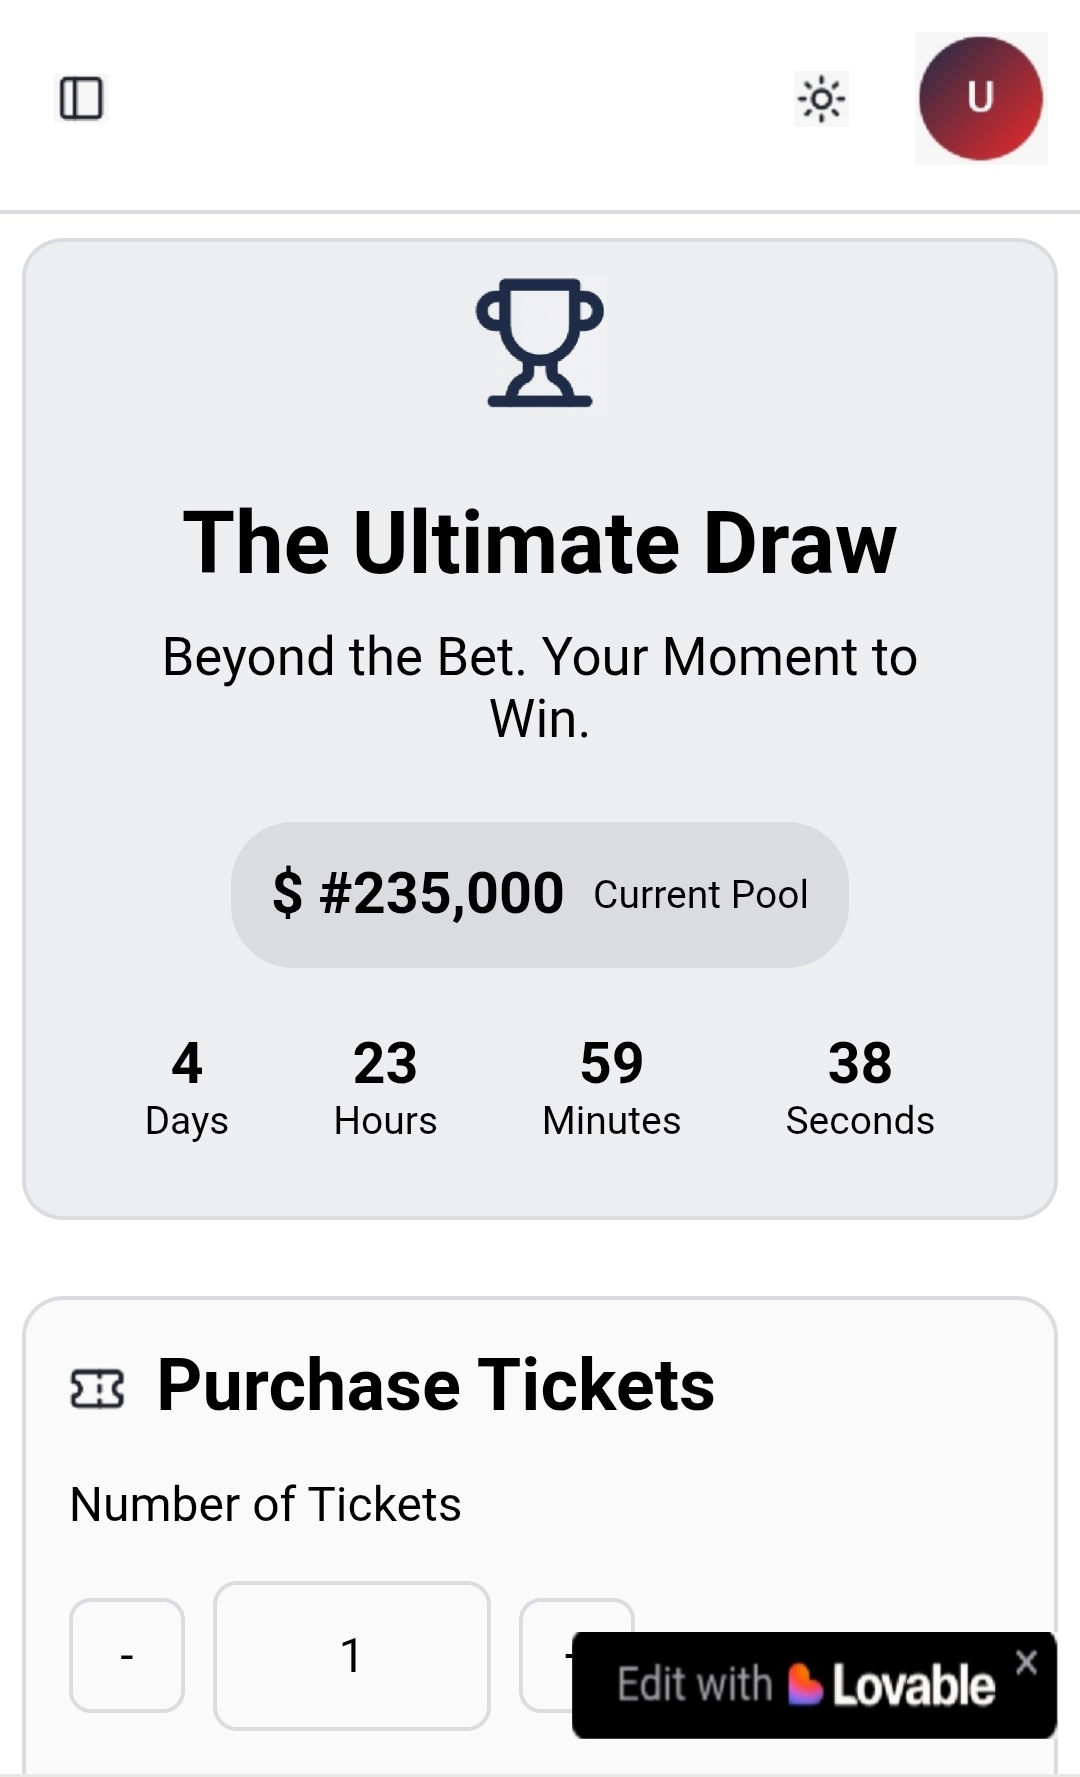 U
The Ultimate Draw
Beyond the Bet. Your Moment to
Win.
$ #235,000 Current Pool
4 23 59 38
Days Hours Minutes Seconds
Purchase Tickets
Number of Tickets
- 1
Edit with Lovable ×